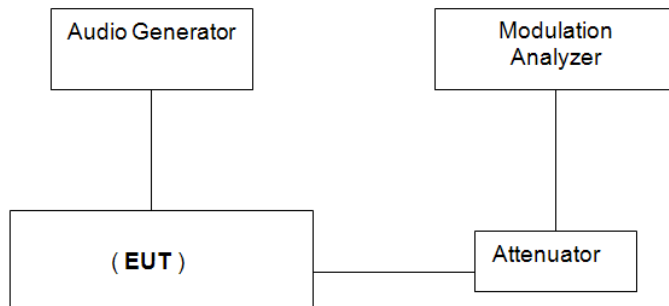 Audio Generator
Modulation
Analyzer
( EUT )
Attenuator